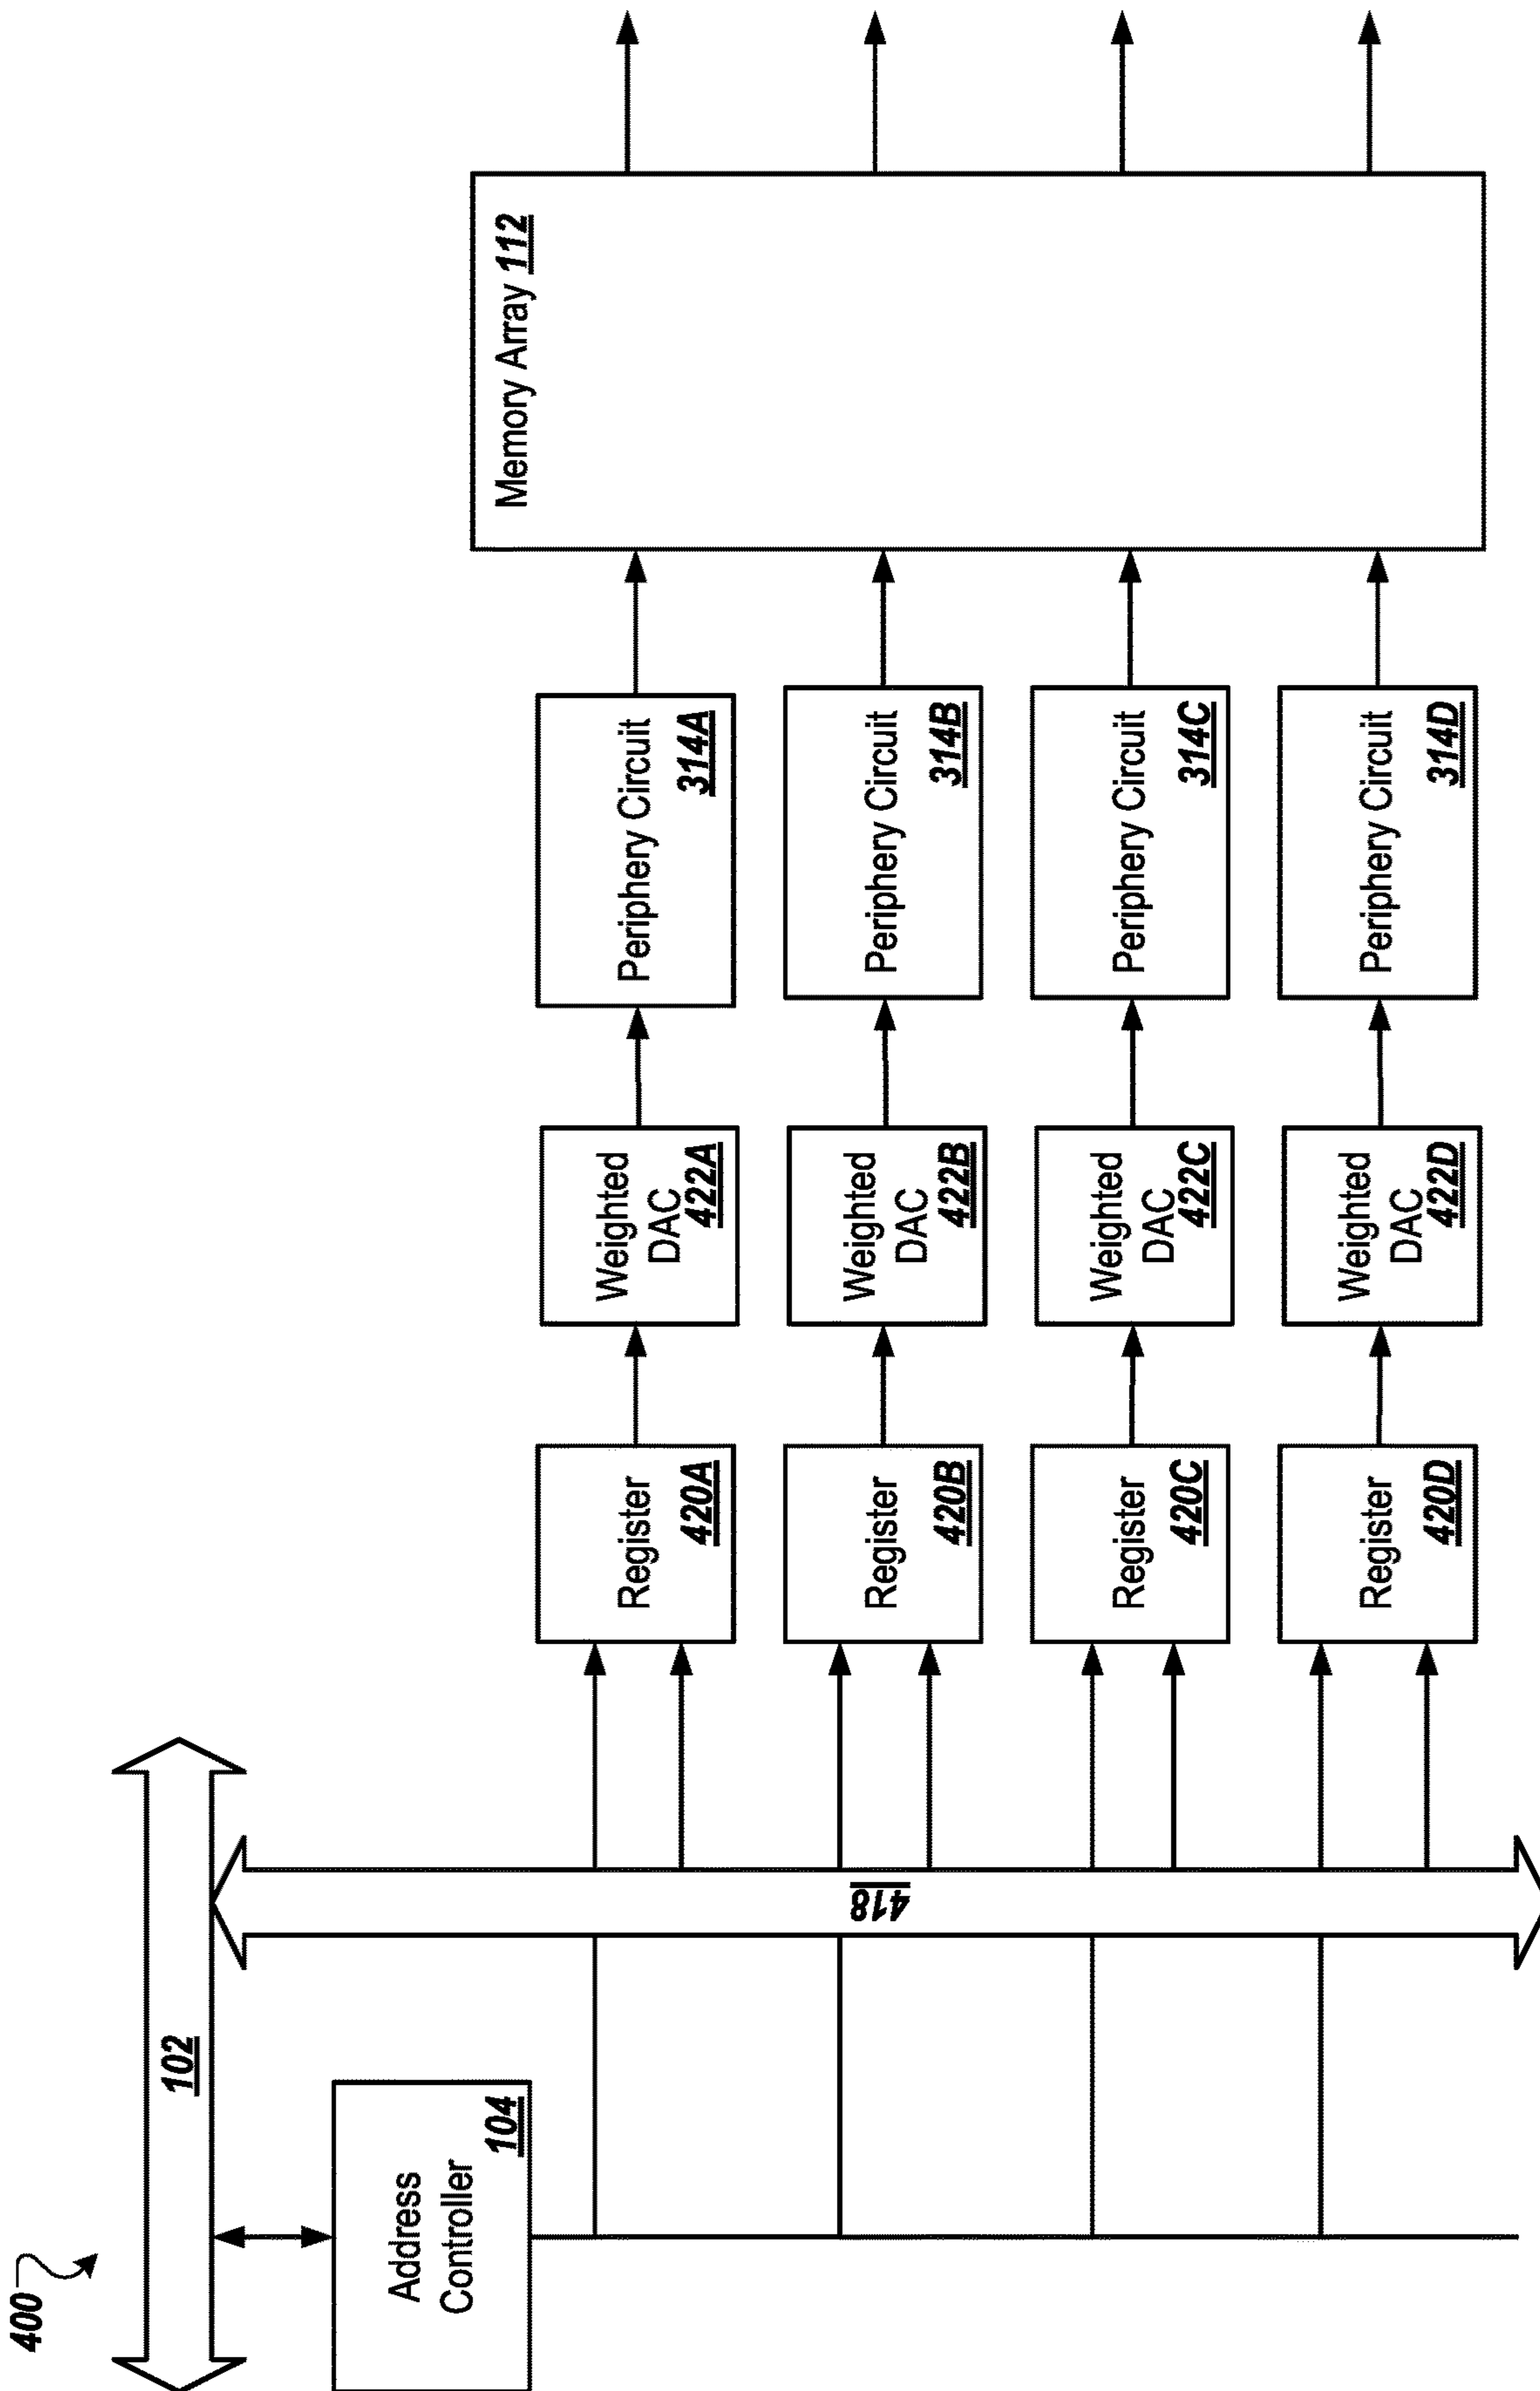 400
102
Address
Controller
104
418
Register
420A
Weighted
DAC
422A
Periphery Circuit
314A
Register
420B
Weighted
DAC
422B
Periphery Circuit
314B
Register
420C
Weighted
DAC
422C
Periphery Circuit
314C
Register
420D
Weighted
DAC
422D
Periphery Circuit
314D
Memory Array 112